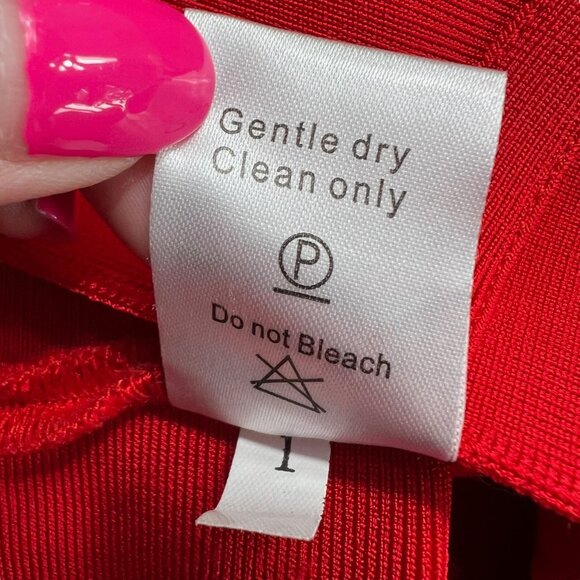 Gentle dry
Clean only
P
Do not Bleach
1